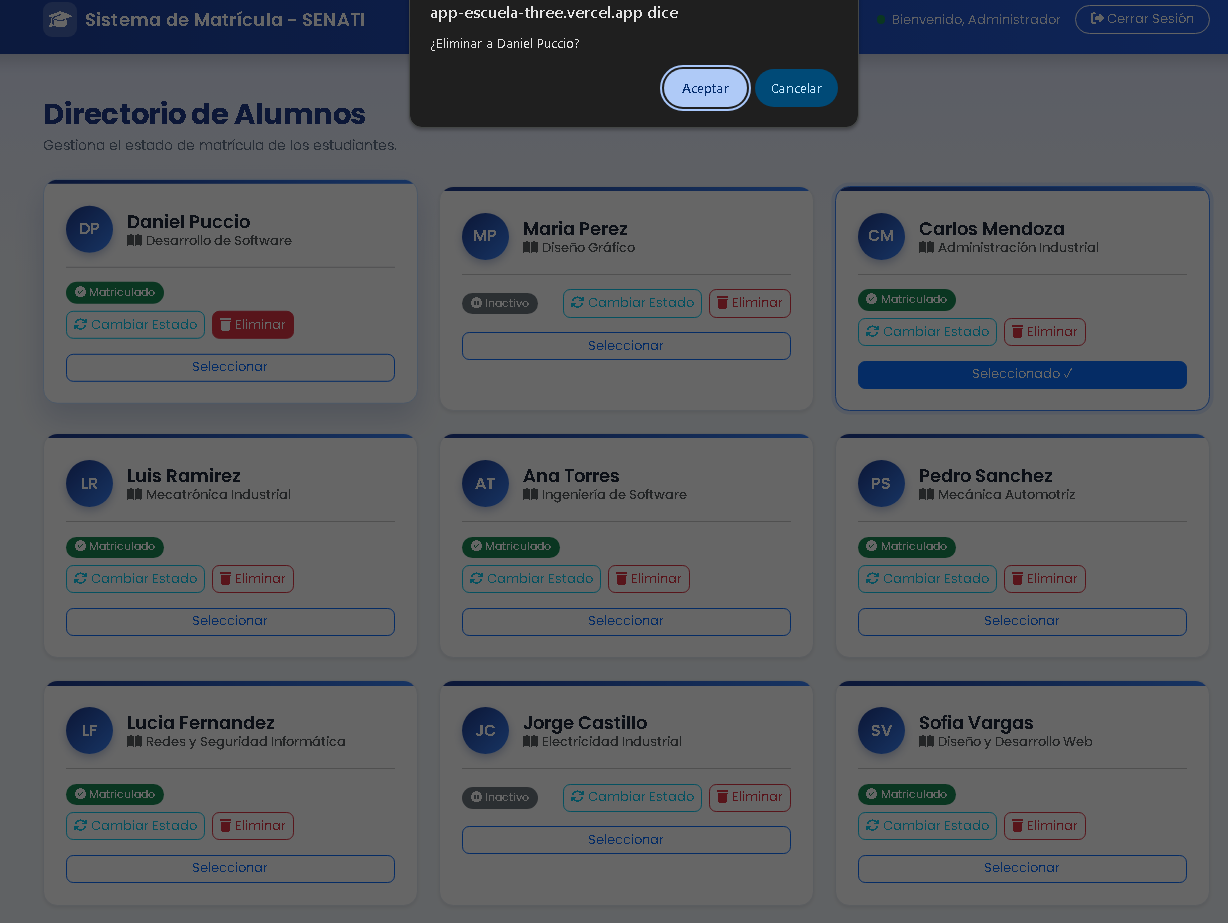 Sistema de Matrícula - SENATI
app-escuela-three.vercel.app dice
¿Eliminar a Daniel Puccio?
Aceptar
Cancelar
Bienvenido, Administrador
Cerrar Sesión
Directorio de Alumnos
Gestiona el estado de matrícula de los estudiantes.
DP
Daniel Puccio
Desarrollo de Software
Matriculado
Cambiar Estado
Eliminar
Seleccionar
MP
Maria Perez
Diseño Gráfico
Inactivo
Cambiar Estado
Eliminar
Seleccionar
CM
Carlos Mendoza
Administración Industrial
Matriculado
Cambiar Estado
Eliminar
Seleccionado ✓
LR
Luis Ramirez
Mecatrónica Industrial
Matriculado
Cambiar Estado
Eliminar
Seleccionar
AT
Ana Torres
Ingeniería de Software
Matriculado
Cambiar Estado
Eliminar
Seleccionar
PS
Pedro Sanchez
Mecánica Automotriz
Matriculado
Cambiar Estado
Eliminar
Seleccionar
LF
Lucia Fernandez
Redes y Seguridad Informática
Matriculado
Cambiar Estado
Eliminar
Seleccionar
JC
Jorge Castillo
Electricidad Industrial
Inactivo
Cambiar Estado
Eliminar
Seleccionar
SV
Sofia Vargas
Diseño y Desarrollo Web
Matriculado
Cambiar Estado
Eliminar
Seleccionar